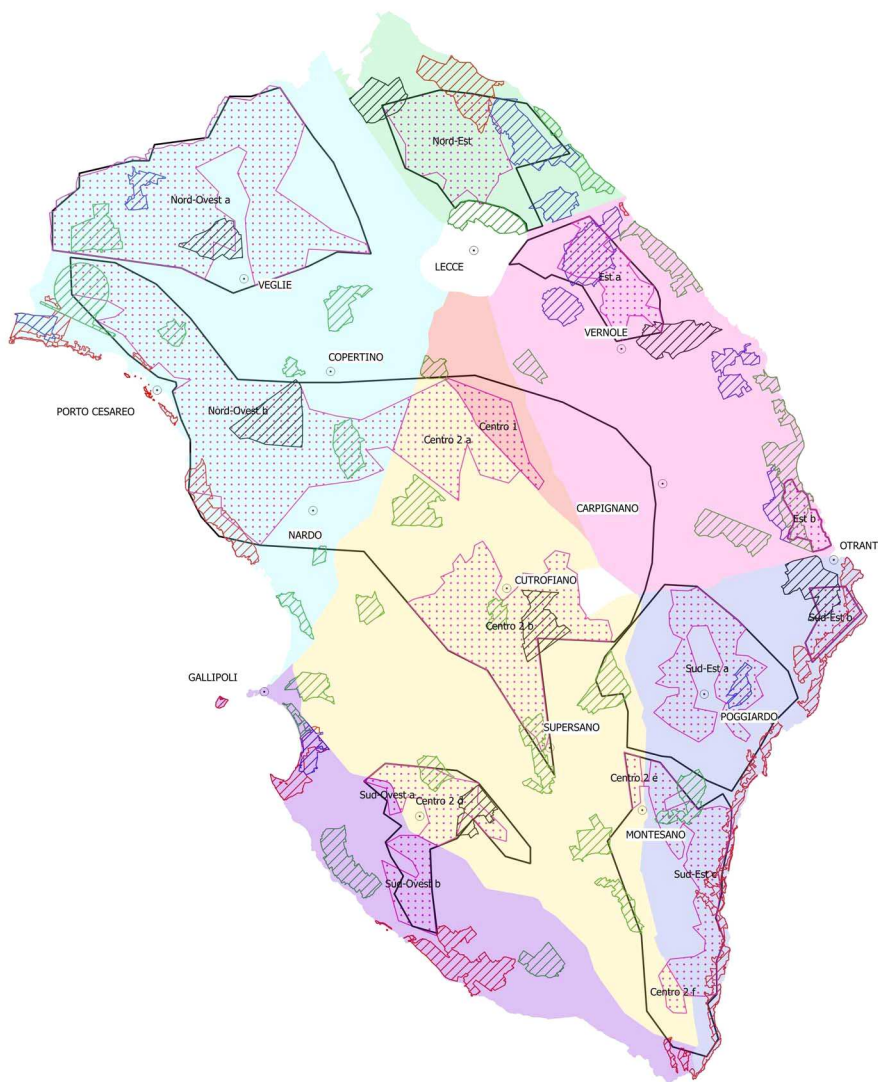 Nord-Est
Nord-Ovest a
LECCE
Est a
VEGLIE
VERNOLE
COPERTINO
PORTO CESAREO
Nord-Ovest b
Centro 1
Centro 2 a
CARPIGNANO
Est b
NARDO
OTRANT
CUTROFIANO
Sud-Est b
Centro 2 b
Sud-Est a
GALLIPOLI
POGGIARDO
SUPERSANO
Centro 2 e
Sud-Ovest a
Centro 2 d
MONTESANO
Sud-Est c
Sud-Ovest b
Centro 2 f